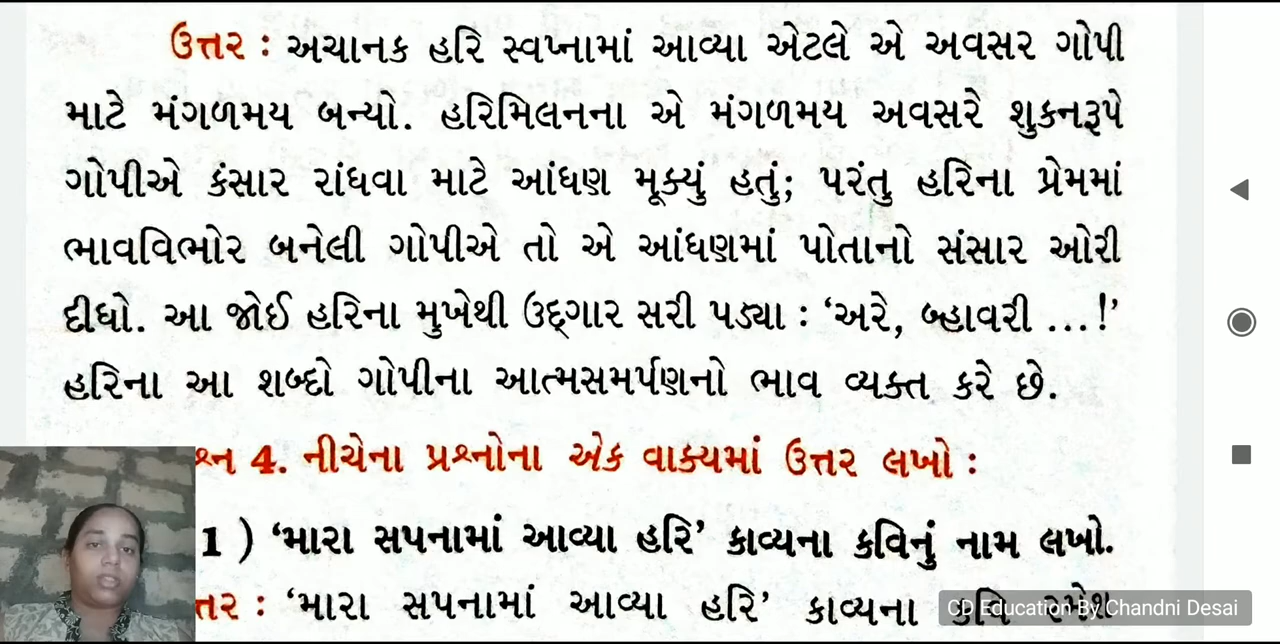 ઉત્તર : અચાનક હરિ સ્વપ્નામાં આવ્યા એટલે એ અવસર ગોપી
માટે મંગળમય બન્યો. હરિમિલનના એ મંગળમય અવસરે શુકનરૂપે
ગોપીએ કંસાર રાંધવા માટે આંધણ મૂક્યું હતું; પરંતુ હરિના પ્રેમમાં
ભાવવિભોર બનેલી ગોપીએ તો એ આંધણમાં પોતાનો સંસાર ઓરી
દીધો. આ જોઈ હરિના મુખેથી ઉદ્‌ગાર સરી પડ્યા : ‘અરે, બ્હાવરી ...!’
હરિના આ શબ્દો ગોપીના આત્મસમર્પણનો ભાવ વ્યક્ત કરે છે.
શ્ન 4. નીચેના પ્રશ્નોના એક વાક્યમાં ઉત્તર લખો :
1 ) ‘મારા સપનામાં આવ્યા હરિ’ કાવ્યના કવિનું નામ લખો.
ત્તર : ‘મારા સપનામાં આવ્યા હરિ’ કાવ્યના કવિ રમેશ
CD Education By Chandni Desai